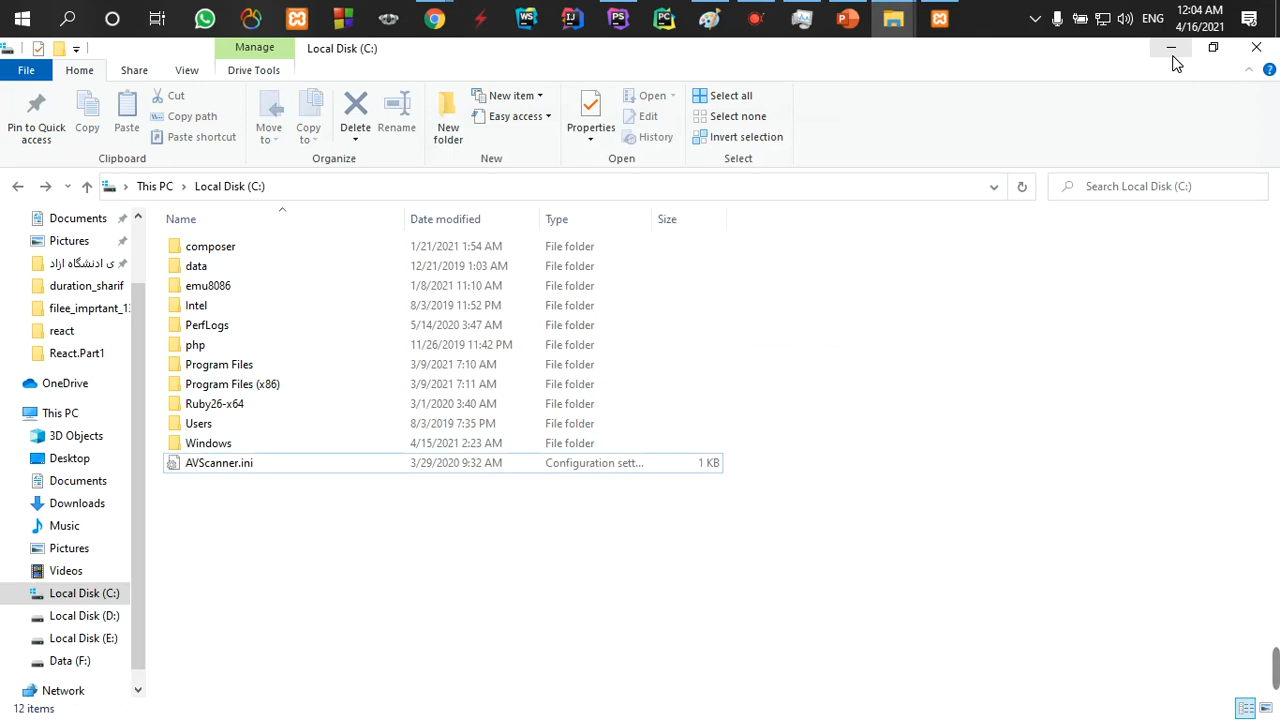 12:04 AM
ENG
4/16/2021
Manage
Local Disk (C:)
File
Home
Share
View
Drive Tools
Pin to Quick access
Copy
Paste
Cut
Copy path
Paste shortcut
Clipboard
Move to
Copy to
Delete
Rename
Organize
New folder
New item
Easy access
New
Properties
Open
Edit
History
Open
Select all
Select none
Invert selection
Select
This PC
Local Disk (C:)
Search Local Disk (C:)
Name
Date modified
Type
Size
Documents
Pictures
ی ادنشگاه ازاد
duration_sharif
filee_imprtant_13
react
React.Part1
OneDrive
This PC
3D Objects
Desktop
Documents
Downloads
Music
Pictures
Videos
Local Disk (C:)
Local Disk (D:)
Local Disk (E:)
Data (F:)
Network
composer 1/21/2021 1:54 AM File folder
data 12/21/2019 1:03 AM File folder
emu8086 1/8/2021 11:10 AM File folder
Intel 8/3/2019 11:52 PM File folder
PerfLogs 5/14/2020 3:47 AM File folder
php 11/26/2019 11:42 PM File folder
Program Files 3/9/2021 7:10 AM File folder
Program Files (x86) 3/9/2021 7:11 AM File folder
Ruby26-x64 3/1/2020 3:40 AM File folder
Users 8/3/2019 7:35 PM File folder
Windows 4/15/2021 2:23 AM File folder
AVScanner.ini 3/29/2020 9:32 AM Configuration sett... 1 KB
12 items